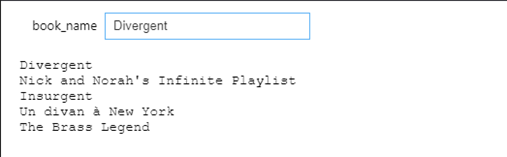 book_name Divergent
Divergent
Nick and Norah's Infinite Playlist
Insurgent
Un divan à New York
The Brass Legend